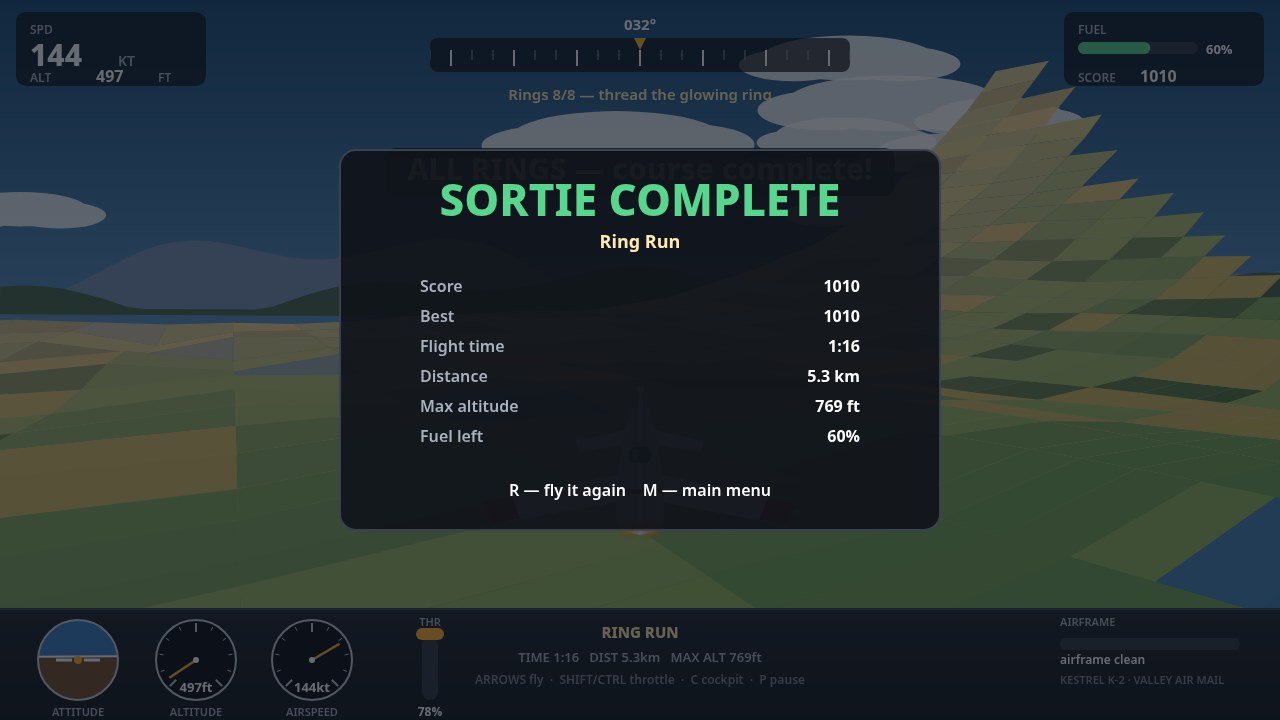 SPD
144 KT
ALT 497 FT
032°
Rings 8/8 — thread the glowing ring
FUEL
60%
SCORE 1010
ALL RINGS — course complete!
SORTIE COMPLETE
Ring Run
Score 1010
Best 1010
Flight time 1:16
Distance 5.3 km
Max altitude 769 ft
Fuel left 60%
R — fly it again M — main menu
497ft
ALTITUDE
144kt
AIRSPEED
ATTITUDE
THR
78%
RING RUN
TIME 1:16 DIST 5.3km MAX ALT 769ft
ARROWS fly · SHIFT/CTRL throttle · C cockpit · P pause
AIRFRAME
airframe clean
KESTREL K-2 · VALLEY AIR MAIL